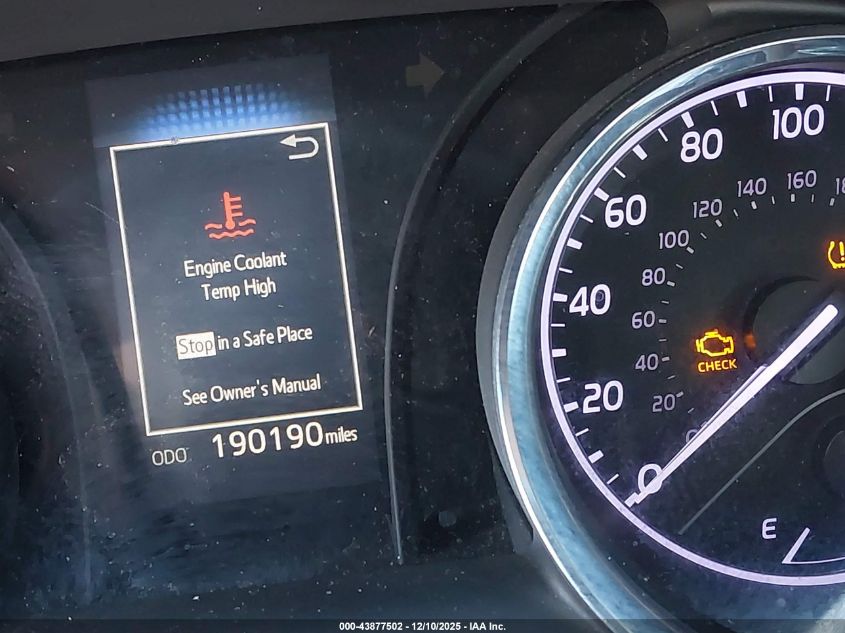 Engine Coolant
Temp High
Stop in a Safe Place
See Owner's Manual
ODO 190190 miles
100
80
60
40
20
0
160
140
120
100
80
60
40
20
CHECK
E
000-43877502 - 12/10/2025 - IAA Inc.